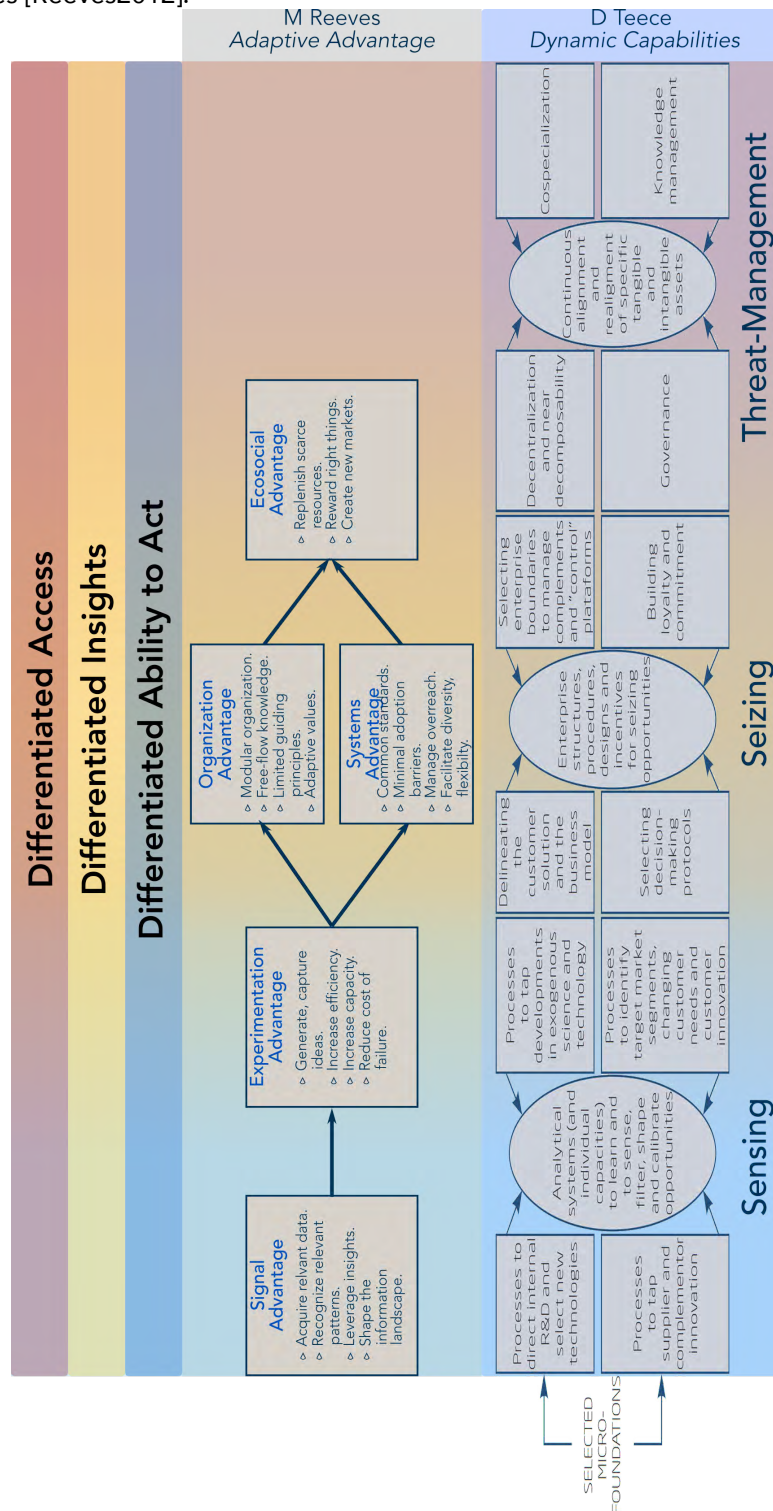 es [Reeves2012].
M Reeves
Adaptive Advantage
D Teece
Dynamic Capabilities
Differentiated Access
Differentiated Insights
Differentiated Ability to Act
Signal
Advantage
▹ Acquire relvant data.
▹ Recognize relevant
patterns.
▹ Leverage insights.
▹ Shape the
information
landscape.
Experimentation
Advantage
▹ Generate, capture
ideas.
▹ Increase efficiency.
▹ Increase capacity.
▹ Reduce cost of
failure.
Organization
Advantage
▹ Modular organization.
▹ Free-flow knowledge.
▹ Limited guiding
principles.
▹ Adaptive values.
Systems
Advantage
▹ Common standards.
▹ Minimal adoption
barriers.
▹ Manage overreach.
▹ Facilitate diversity,
flexibilty.
Ecosocial
Advantage
▹ Replenish scarce
resources.
▹ Reward right things.
▹ Create new markets.
SELECTED
MICRO-
FOUNDATIONS
Processes to
direct internal
R&D and
select new
technologies
Processes
to tap
supplier and
complementor
innovation
Analytical
systems (and
individual
capacities)
to learn and
to sense,
filter, shape
and calibrate
opportunities
Processes
to tap
developments
in exogenous
science and
technology
Processes
to identify
target market
segments,
changing
customer
needs and
customer
innovation
Delineating
the
customer
solution
and the
business
model
Selecting
decision-
making
protocols
Enterprise
structures,
procedures,
designs and
incentives
for seizing
opportunities
Selecting
enterprise
boundaries
to manage
complements
and “control”
plataforms
Building
loyalty and
commitment
Decentralization
and near
decomposability
Governance
Continuous
alignment
and
realigment
of specific
tangible
and
intangible
assets
Cospecialization
Knowledge
management
Sensing
Seizing
Threat-Management